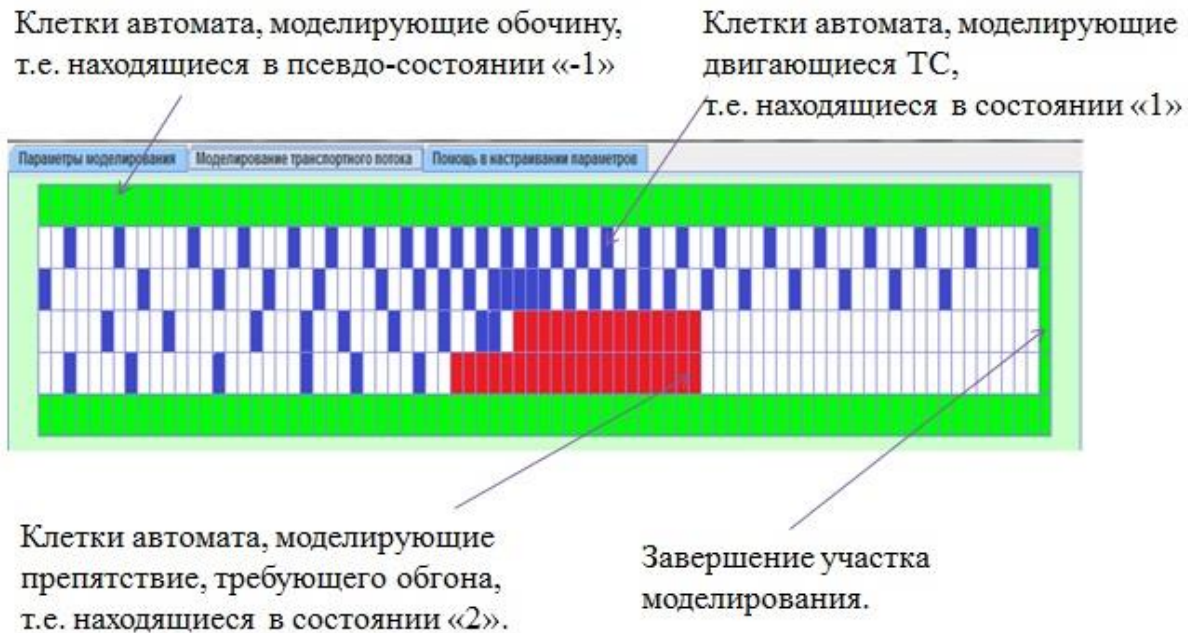 Клетки автомата, моделирующие обочину,
т.е. находящиеся в псевдо-состоянии «-1»
Клетки автомата, моделирующие
двигающиеся ТС,
т.е. находящиеся в состоянии «1»
Параметры моделирования
Моделирование транспортного потока
Помощь в настраивании параметров
Клетки автомата, моделирующие
препятствие, требующего обгона,
т.е. находящиеся в состоянии «2».
Завершение участка
моделирования.